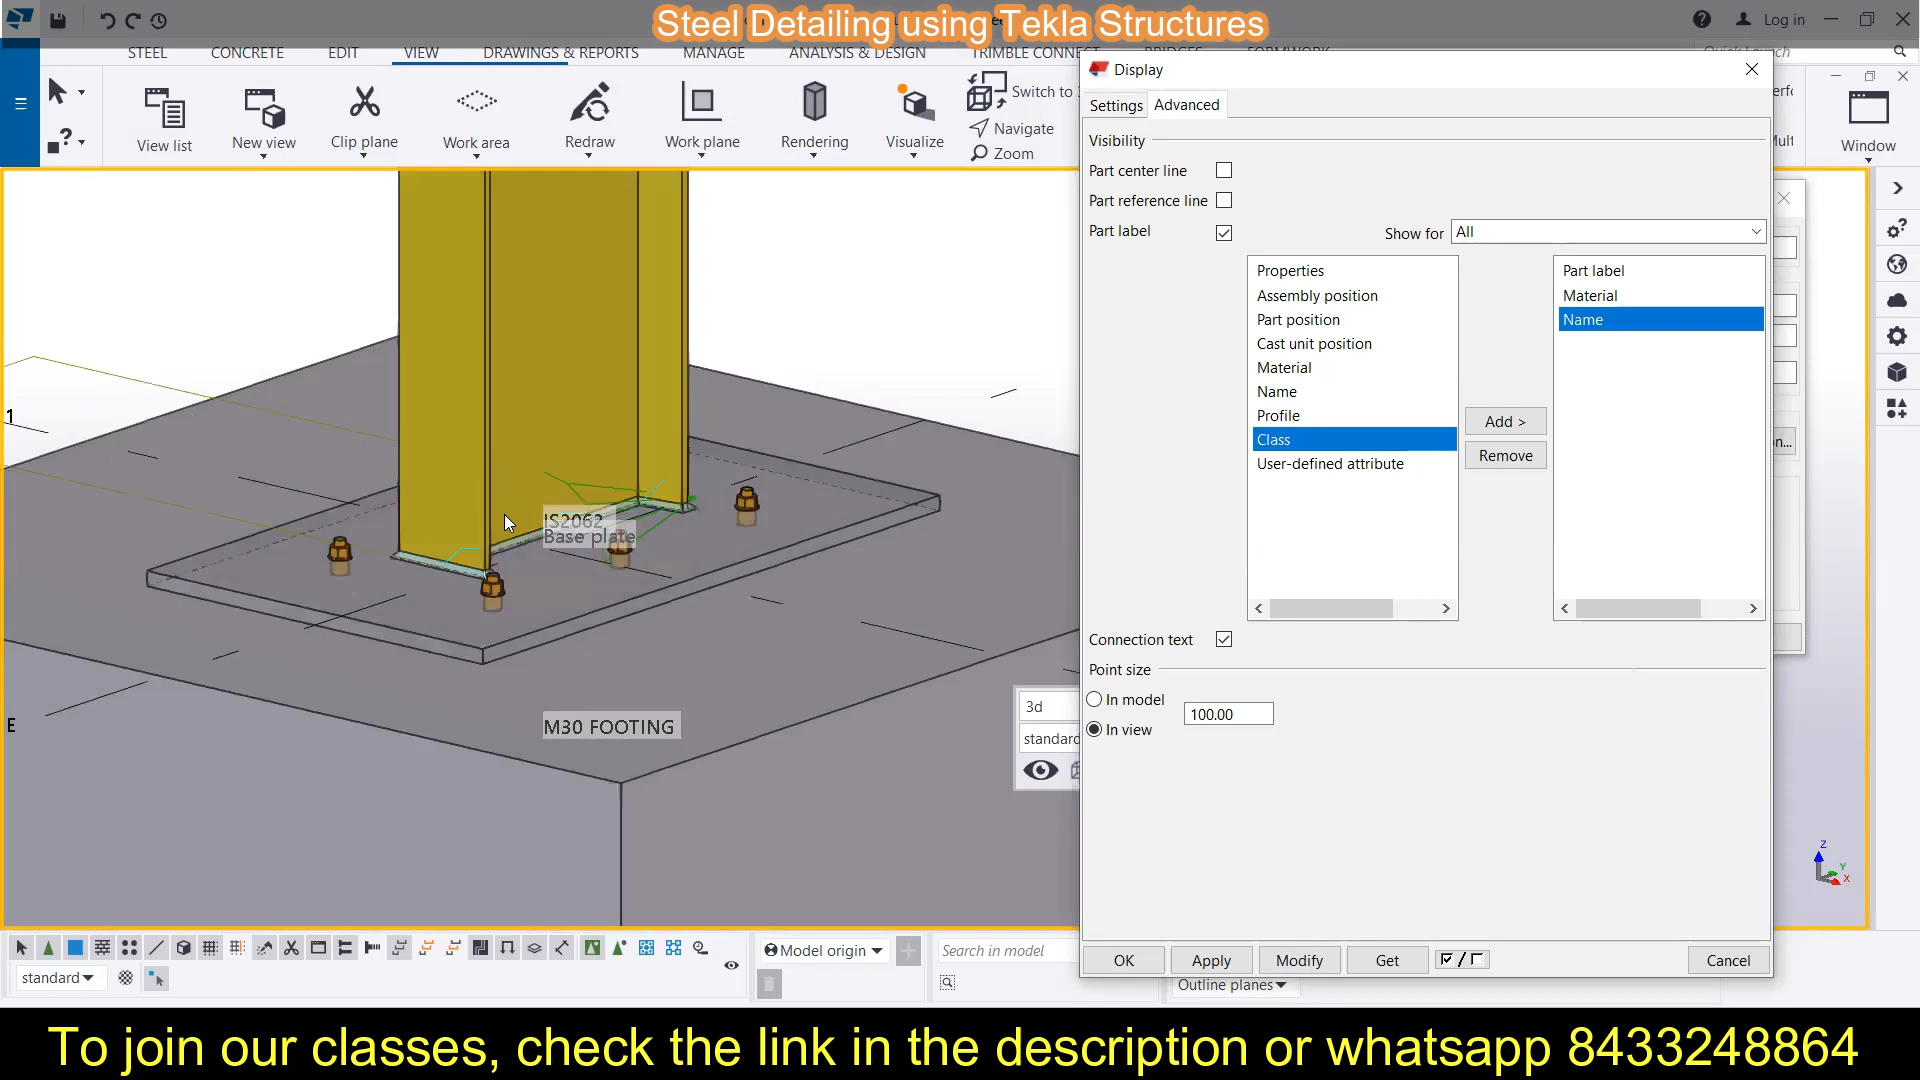 Steel Detailing using Tekla Structures
Log in
STEEL
CONCRETE
EDIT
VIEW
DRAWINGS & REPORTS
MANAGE
ANALYSIS & DESIGN
TRIMBLE CONNECT
View list
New view
Clip plane
Work area
Redraw
Work plane
Rendering
Visualize
Switch to
Navigate
Zoom
Window
Display
Settings
Advanced
Visibility
Part center line
Part reference line
Part label
Show for
All
Properties
Assembly position
Part position
Cast unit position
Material
Name
Profile
Class
User-defined attribute
Add >
Remove
Part label
Material
Name
Connection text
Point size
In model
In view
100.00
OK
Apply
Modify
Get
Cancel
1
E
IS2062
Base plate
M30 FOOTING
3d
standard
Z
Y
X
Model origin
Search in model
standard
Outline planes
To join our classes, check the link in the description or whatsapp 8433248864